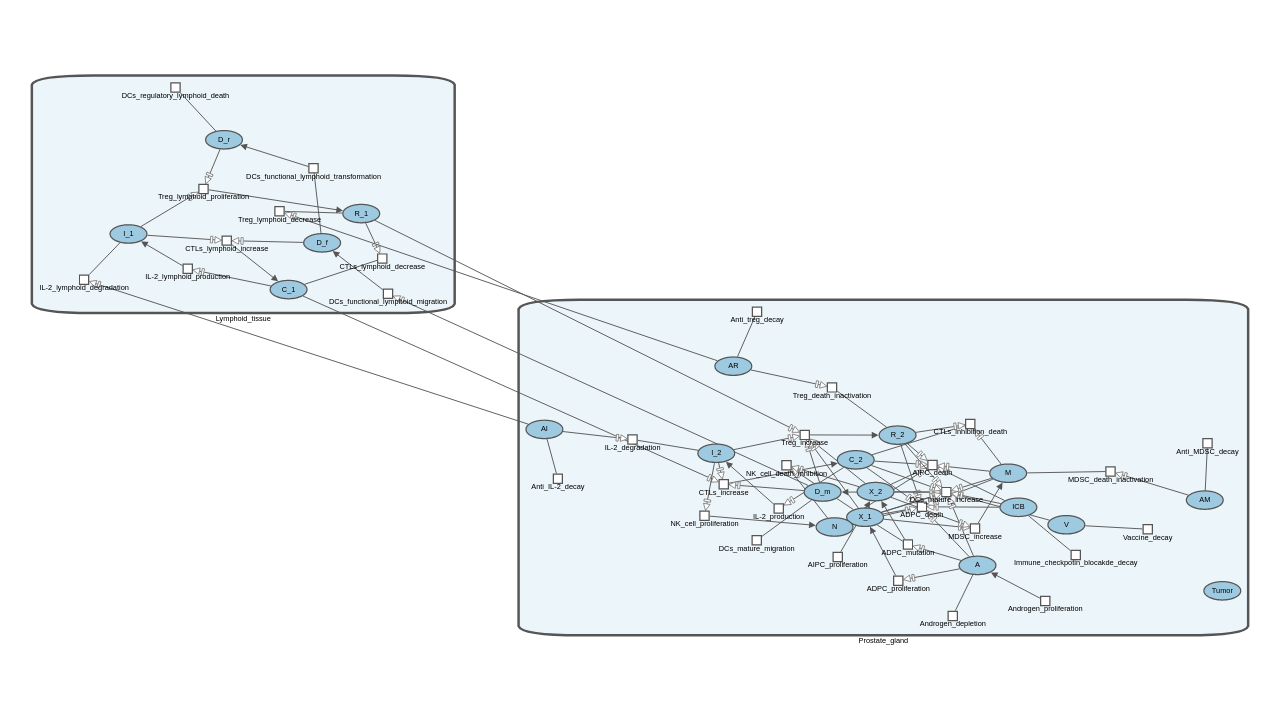 DCs_regulatory_lymphoid_death
D_r
DCs_functional_lymphoid_transformation
Treg_lymphoid_proliferation
R_1
Treg_lymphoid_decrease
I_1
D_f
CTLs_lymphoid_increase
CTLs_lymphoid_decrease
IL-2_lymphoid_production
IL-2_lymphoid_degradation
C_1
DCs_functional_lymphoid_migration
Lymphoid_tissue
Anti_treg_decay
AR
Treg_death_inactivation
AI
R_2
CTLs_inhibition_death
Treg_increase
IL-2_degradation
I_2
C_2
Anti_MDSC_decay
NK_cell_death_inhibition
AIPC_death
M
MDSC_death_inactivation
Anti_IL-2_decay
CTLs_increase
D_m
X_2
DCs_mature_increase
AM
IL-2_production
X_1
ADPC_death
ICB
NK_cell_proliferation
N
V
MDSC_increase
Vaccine_decay
DCs_mature_migration
ADPC_mutation
AIPC_proliferation
A
Immune_checkpotin_blocakde_decay
ADPC_proliferation
Tumor
Androgen_proliferation
Androgen_depletion
Prostate_gland